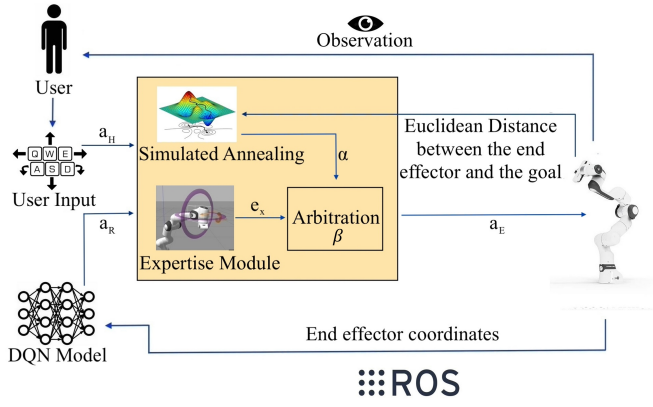 Observation
User
a_H
Q W E
A S D
User Input
Simulated Annealing
α
Euclidean Distance
between the end
effector and the goal
e_x
Arbitration
β
a_R
a_E
Expertise Module
DQN Model
End effector coordinates
ROS